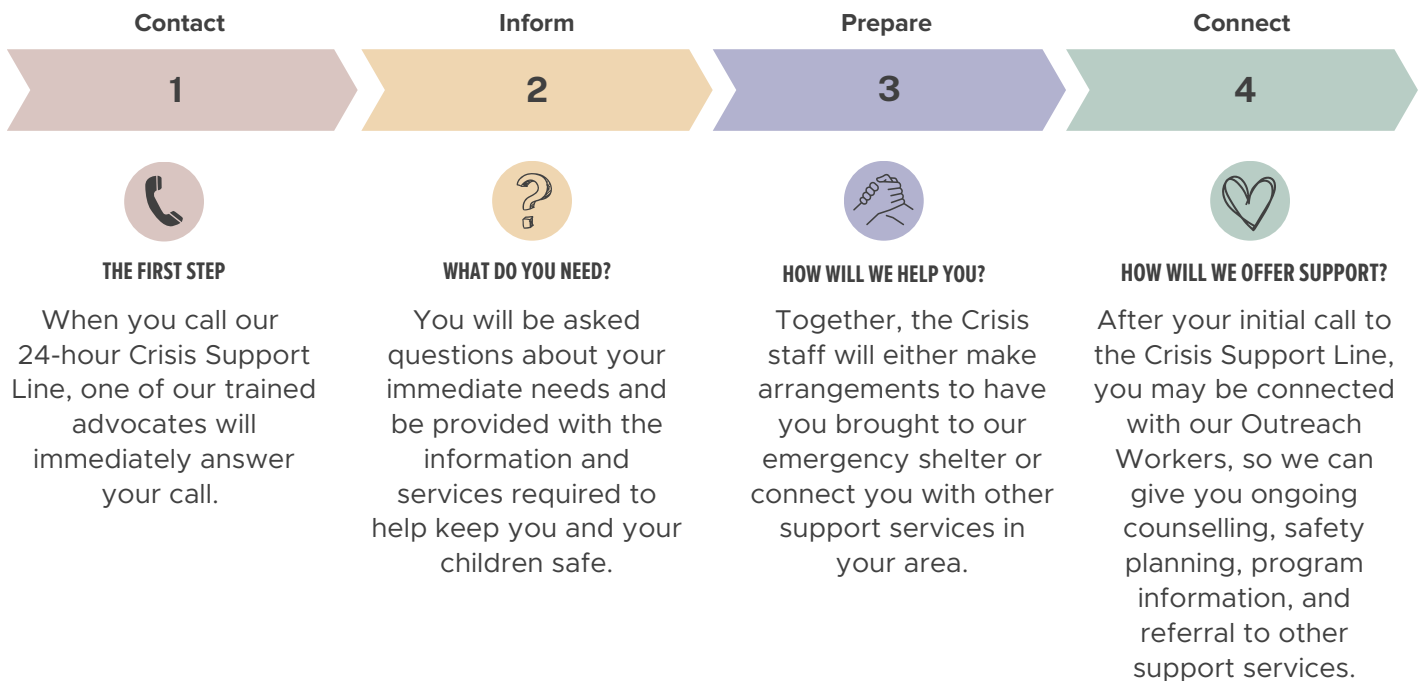 Contact
1
THE FIRST STEP
When you call our
24-hour Crisis Support
Line, one of our trained
advocates will
immediately answer
your call.
Inform
2
WHAT DO YOU NEED?
You will be asked
questions about your
immediate needs and
be provided with the
information and
services required to
help keep you and your
children safe.
Prepare
3
HOW WILL WE HELP YOU?
Together, the Crisis
staff will either make
arrangements to have
you brought to our
emergency shelter or
connect you with other
support services in
your area.
Connect
4
HOW WILL WE OFFER SUPPORT?
After your initial call to
the Crisis Support Line,
you may be connected
with our Outreach
Workers, so we can
give you ongoing
counselling, safety
planning, program
information, and
referral to other
support services.